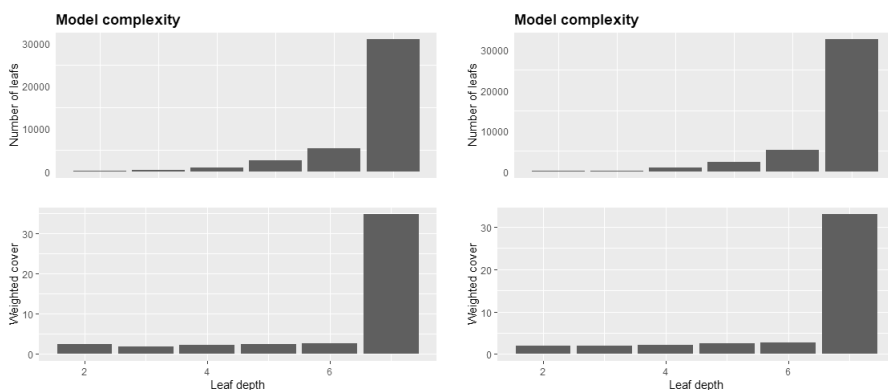 Model complexity
Number of leafs
30000
20000
10000
0
Weighted cover
30
20
10
0
2 4 6
Leaf depth
Model complexity
Number of leafs
30000
20000
10000
0
Weighted cover
30
20
10
0
2 4 6
Leaf depth